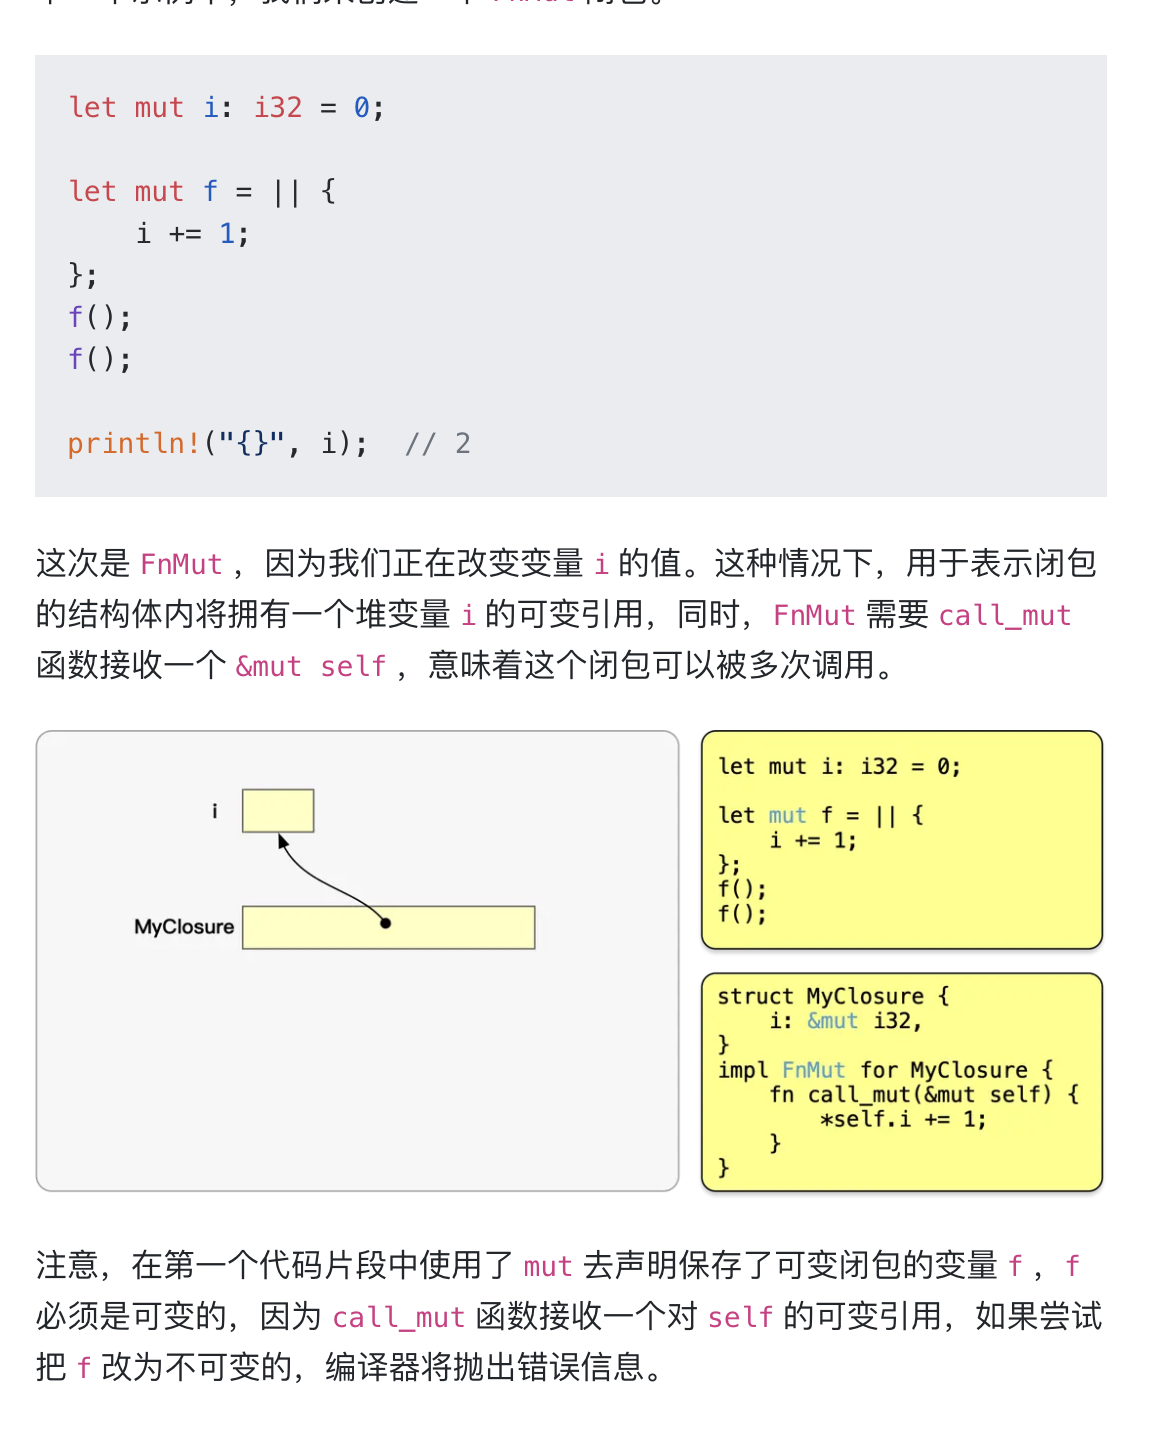 let mut i: i32 = 0;
let mut f = || {
    i += 1;
};
f();
f();
println!("{}", i);  // 2
这次是 FnMut ，因为我们正在改变变量 i 的值。这种情况下，用于表示闭包
的结构体内将拥有一个堆变量 i 的可变引用，同时，FnMut 需要 call_mut
函数接收一个 &mut self ，意味着这个闭包可以被多次调用。
i
MyClosure
let mut i: i32 = 0;
let mut f = || {
    i += 1;
};
f();
f();
struct MyClosure {
    i: &mut i32,
}
impl FnMut for MyClosure {
    fn call_mut(&mut self) {
        *self.i += 1;
    }
}
注意，在第一个代码片段中使用了 mut 去声明保存了可变闭包的变量 f ，f
必须是可变的，因为 call_mut 函数接收一个对 self 的可变引用，如果尝试
把 f 改为不可变的，编译器将抛出错误信息。